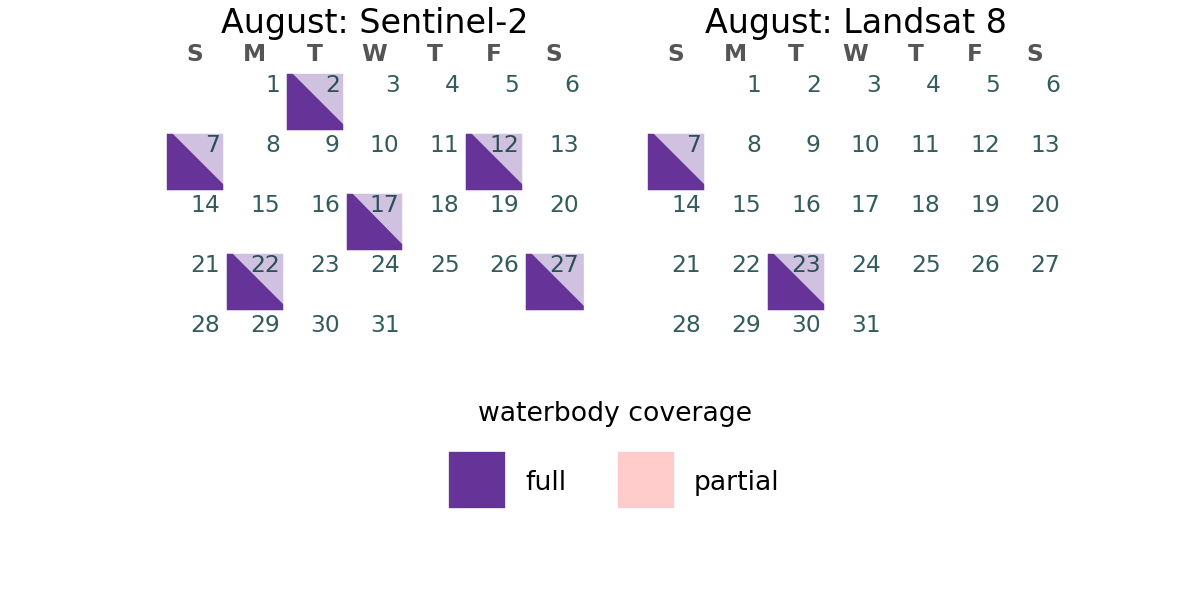 August: Sentinel-2
S M T W T F S
1 2 3 4 5 6
7 8 9 10 11 12 13
14 15 16 17 18 19 20
21 22 23 24 25 26 27
28 29 30 31
August: Landsat 8
S M T W T F S
1 2 3 4 5 6
7 8 9 10 11 12 13
14 15 16 17 18 19 20
21 22 23 24 25 26 27
28 29 30 31
waterbody coverage
full
partial